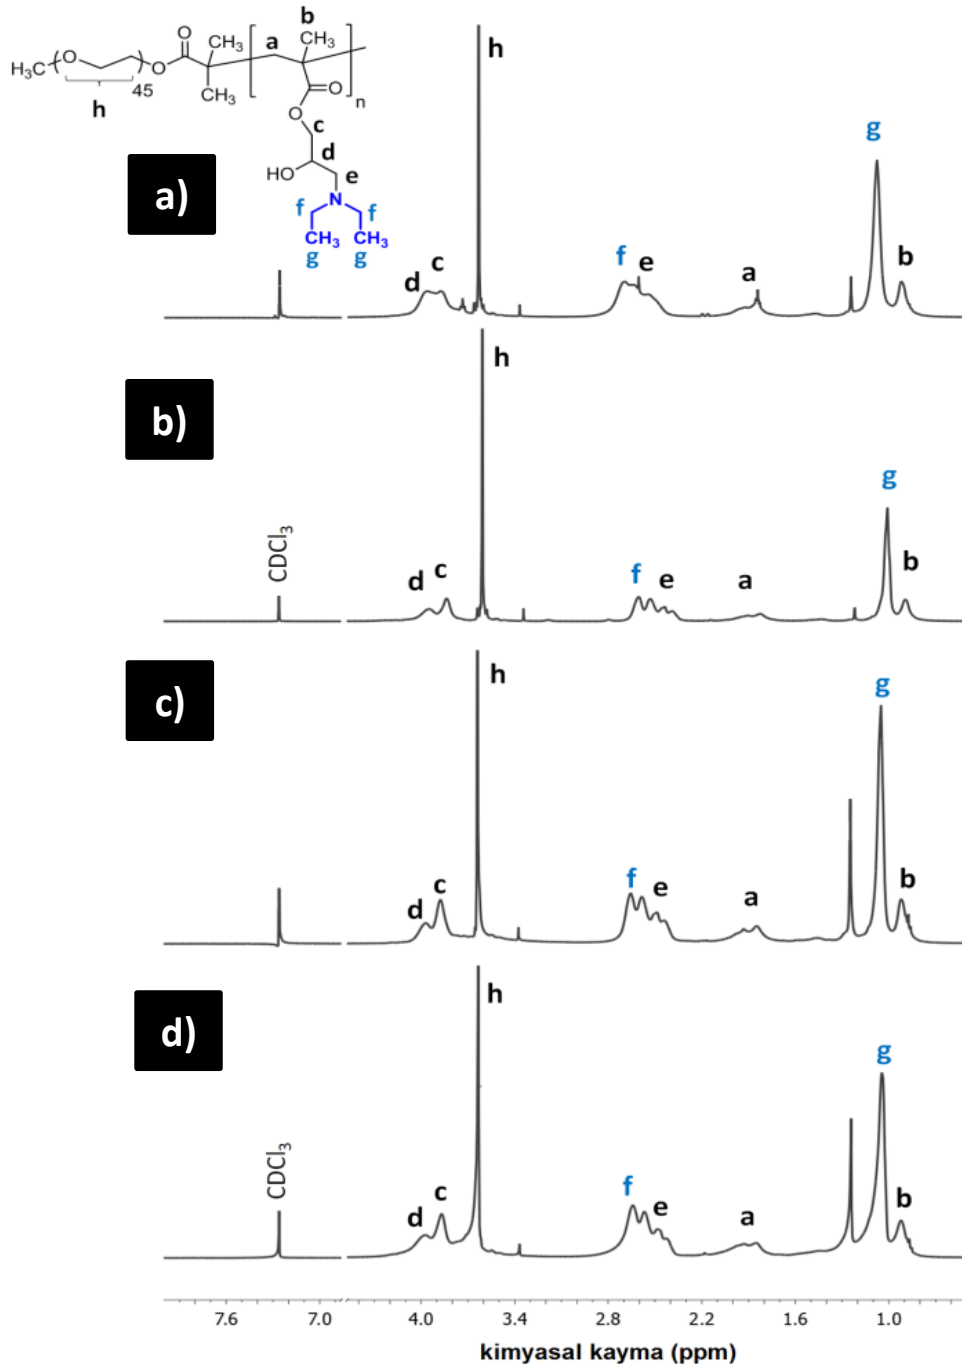 b
a
O
CH₃
H₃C
O
O
CH₃
CH₃
45
h
n
O
O
c
d
HO
e
N
f
f
CH₃
CH₃
g
g
a)
d
c
h
f
e
a
g
b
b)
CDCl₃
d
c
h
f
e
a
g
b
c)
d
c
h
f
e
a
g
b
d)
CDCl₃
d
c
h
f
e
a
g
b
7.6 7.0 4.0 3.4 2.8 2.2 1.6 1.0
kimyasal kayma (ppm)